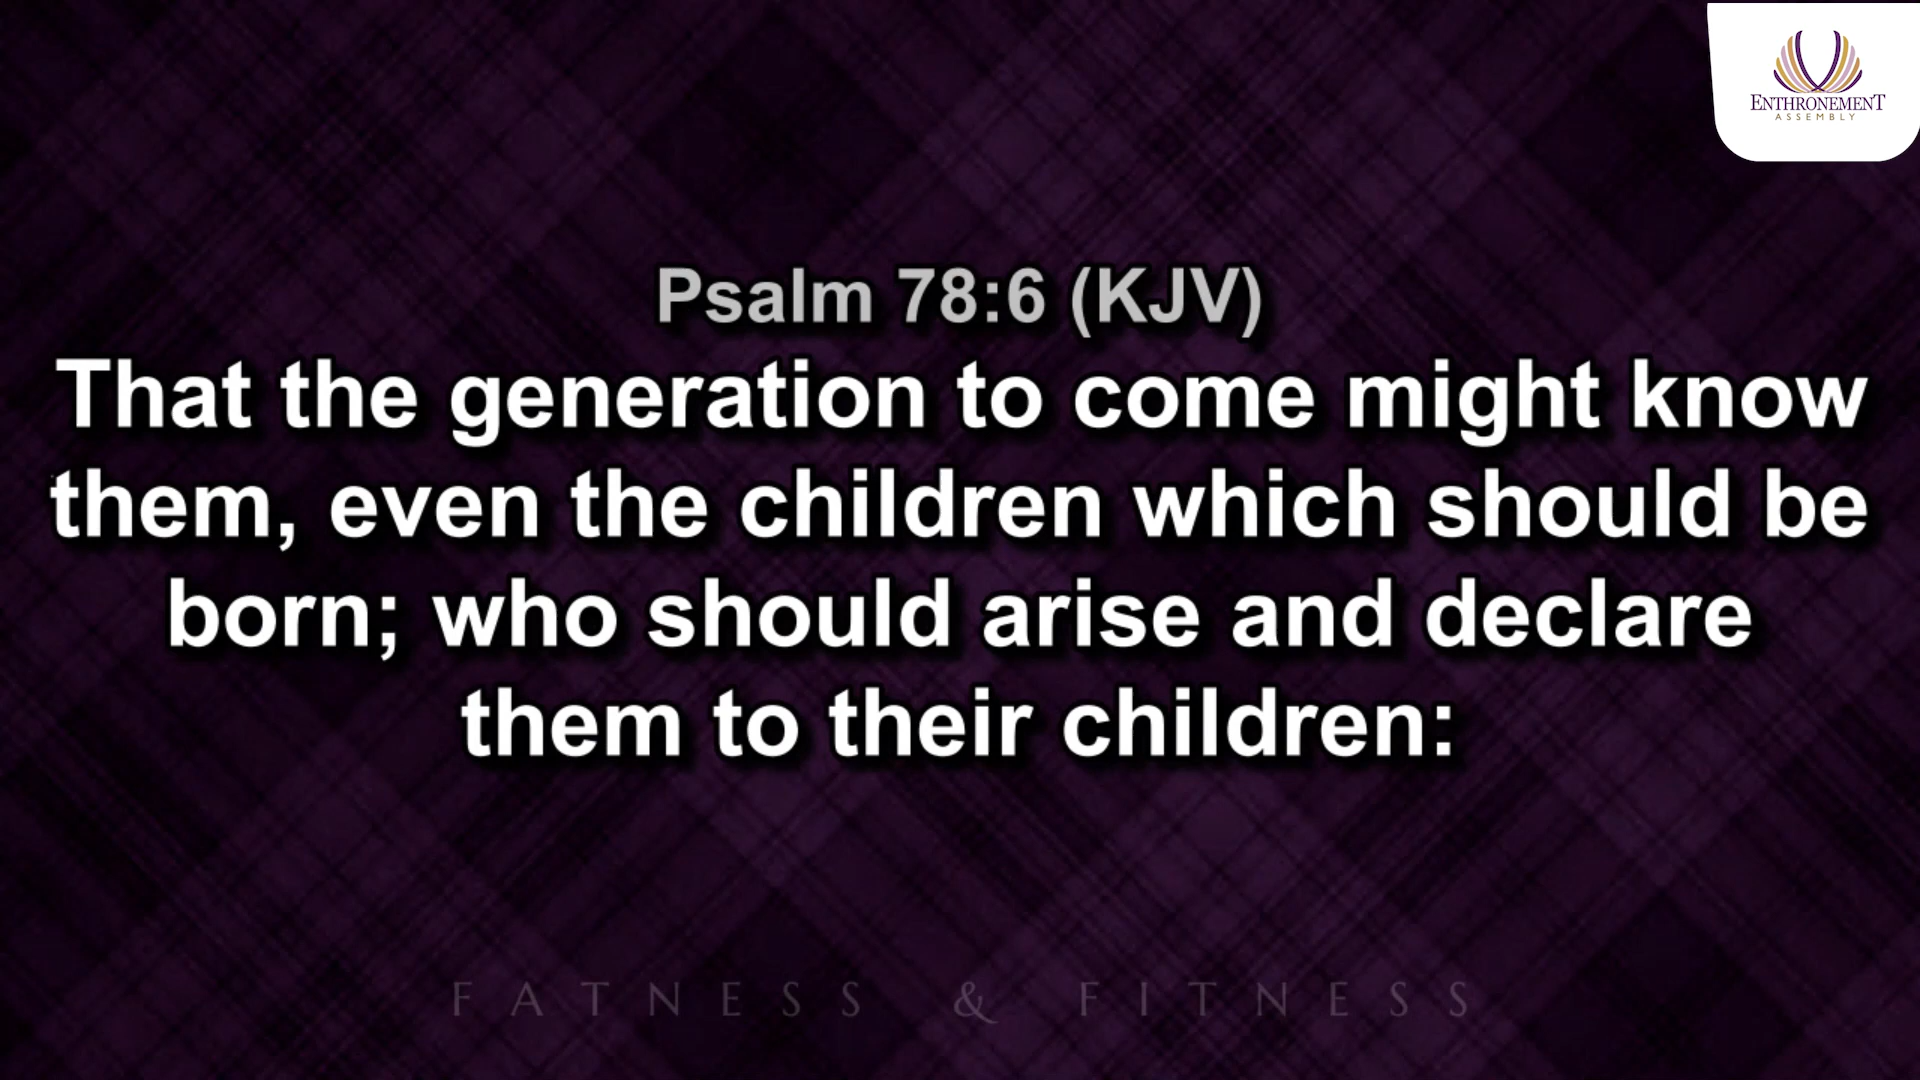 ENTHRONEMENT
ASSEMBLY
Psalm 78:6 (KJV)
That the generation to come might know
them, even the children which should be
born; who should arise and declare
them to their children:
FATNESS & FITNESS